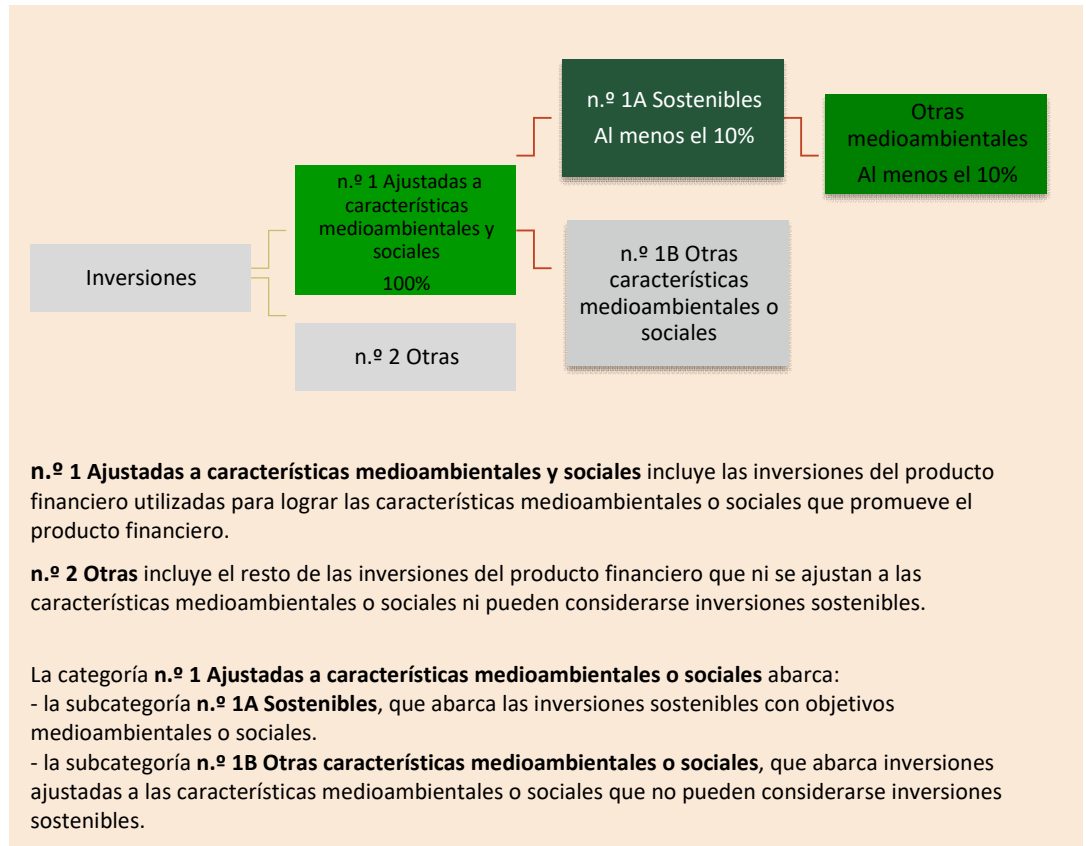 n.º 1A Sostenibles
Al menos el 10%
Otras
medioambientales
Al menos el 10%
n.º 1 Ajustadas a
características
medioambientales y
sociales
100%
n.º 1B Otras
características
medioambientales o
sociales
Inversiones
n.º 2 Otras
n.º 1 Ajustadas a características medioambientales y sociales incluye las inversiones del producto
financiero utilizadas para lograr las características medioambientales o sociales que promueve el
producto financiero.
n.º 2 Otras incluye el resto de las inversiones del producto financiero que ni se ajustan a las
características medioambientales o sociales ni pueden considerarse inversiones sostenibles.
La categoría n.º 1 Ajustadas a características medioambientales o sociales abarca:
- la subcategoría n.º 1A Sostenibles, que abarca las inversiones sostenibles con objetivos
medioambientales o sociales.
- la subcategoría n.º 1B Otras características medioambientales o sociales, que abarca inversiones
ajustadas a las características medioambientales o sociales que no pueden considerarse inversiones
sostenibles.